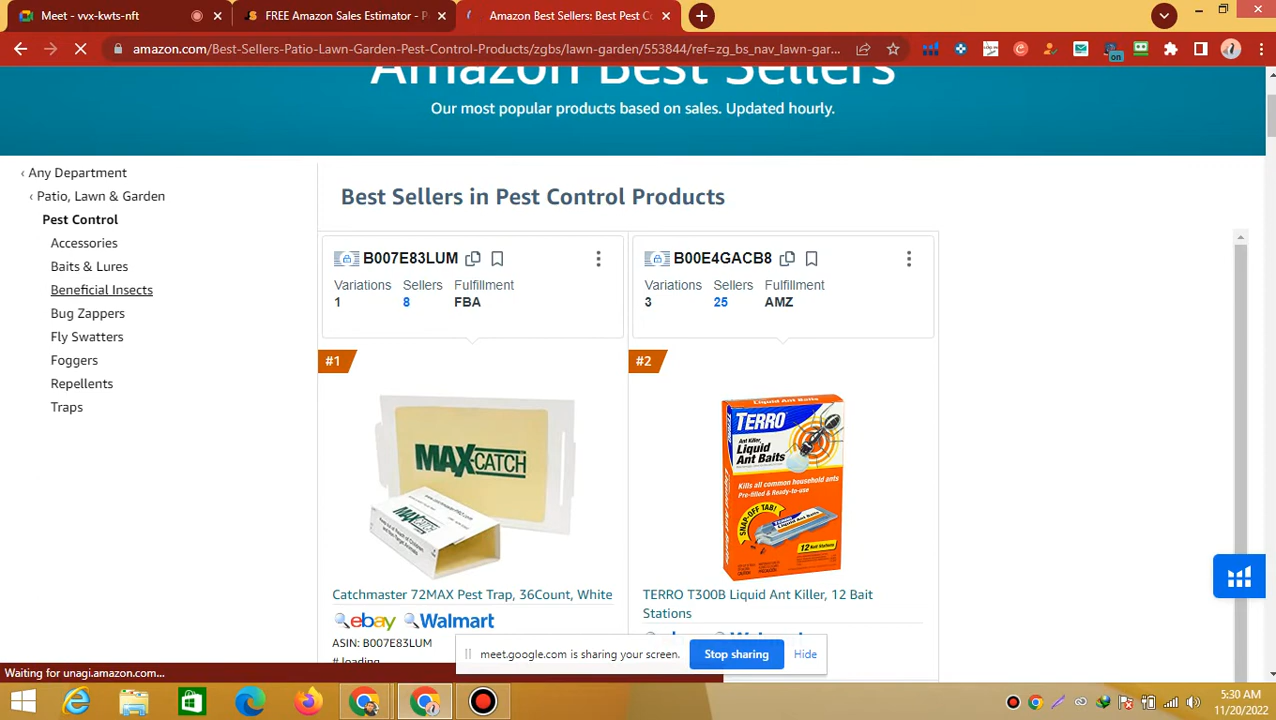 Meet - vvx-kwts-nft
FREE Amazon Sales Estimator - P
Amazon Best Sellers: Best Pest Co
amazon.com/Best-Sellers-Patio-Lawn-Garden-Pest-Control-Products/zgbs/lawn-garden/553844/ref=zg_bs_nav_lawn-gar...
on
Amazon Best Sellers
Our most popular products based on sales. Updated hourly.
‹ Any Department
‹ Patio, Lawn & Garden
Pest Control
Accessories
Baits & Lures
Beneficial Insects
Bug Zappers
Fly Swatters
Foggers
Repellents
Traps
Best Sellers in Pest Control Products
B007E83LUM
Variations Sellers Fulfillment
1 8 FBA
#1
MAXCATCH
Catchmaster 72MAX Pest Trap, 36Count, White
ebay Walmart
ASIN: B007E83LUM
# loading
B00E4GACB8
Variations Sellers Fulfillment
3 25 AMZ
#2
Liquid Ant Baits
TERRO
Ant Killer
Liquid
Ant Baits
Kills all common household ants
Pre-filled & Ready-to-use
SNAP-OFF TAB!
12 Bait Stations
TERRO T300B Liquid Ant Killer, 12 Bait
Stations
meet.google.com is sharing your screen.
Stop sharing
Hide
Waiting for unagi.amazon.com...
5:30 AM
11/20/2022